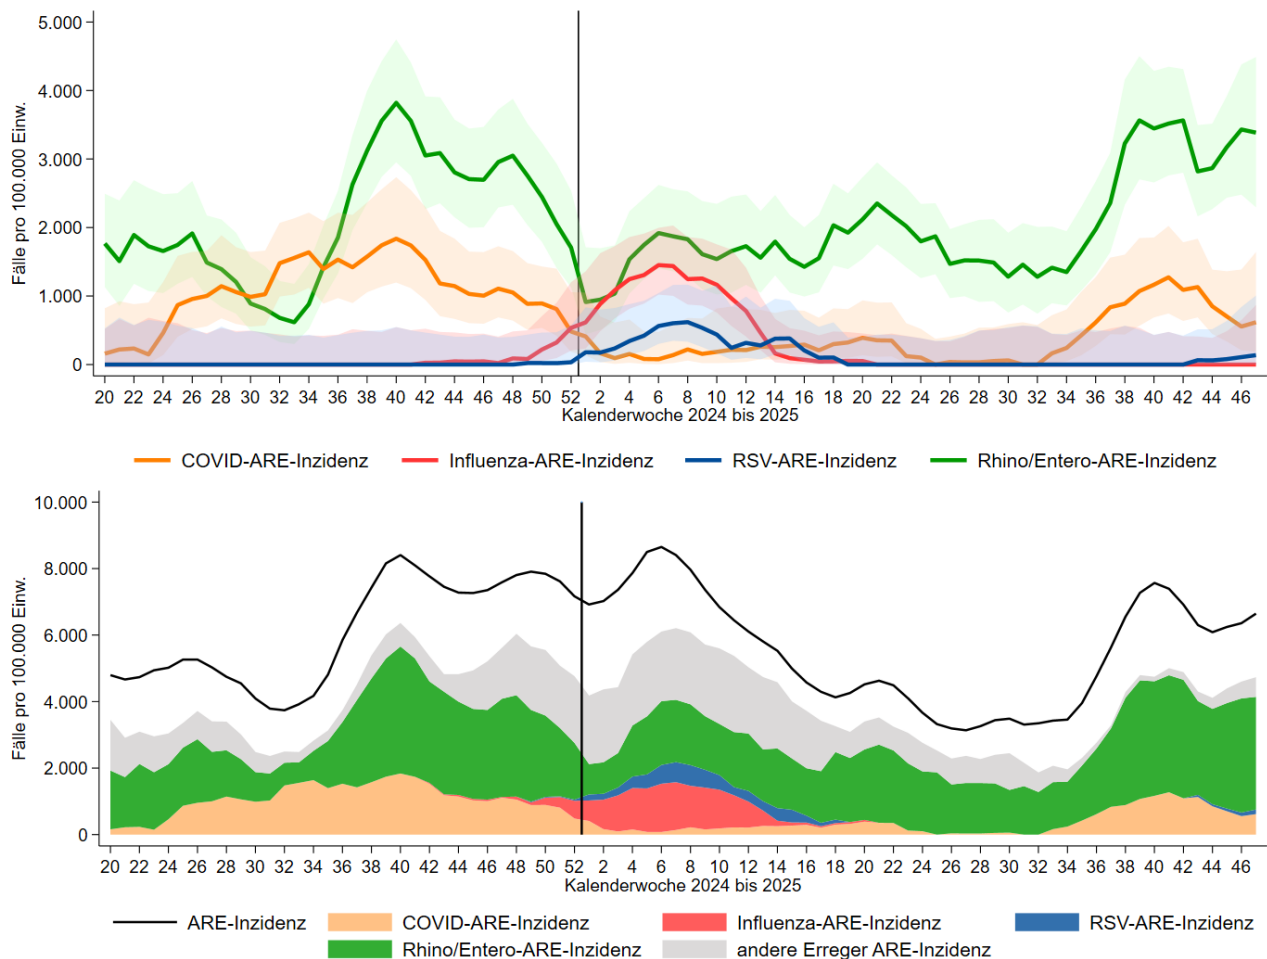 5.000
4.000
3.000
2.000
1.000
0
Fälle pro 100.000 Einw.
20 22 24 26 28 30 32 34 36 38 40 42 44 46 48 50 52 2 4 6 8 10 12 14 16 18 20 22 24 26 28 30 32 34 36 38 40 42 44 46
Kalenderwoche 2024 bis 2025
COVID-ARE-Inzidenz Influenza-ARE-Inzidenz RSV-ARE-Inzidenz Rhino/Entero-ARE-Inzidenz
10.000
8.000
6.000
4.000
2.000
0
Fälle pro 100.000 Einw.
20 22 24 26 28 30 32 34 36 38 40 42 44 46 48 50 52 2 4 6 8 10 12 14 16 18 20 22 24 26 28 30 32 34 36 38 40 42 44 46
Kalenderwoche 2024 bis 2025
ARE-Inzidenz COVID-ARE-Inzidenz Influenza-ARE-Inzidenz RSV-ARE-Inzidenz
Rhino/Entero-ARE-Inzidenz andere Erreger ARE-Inzidenz